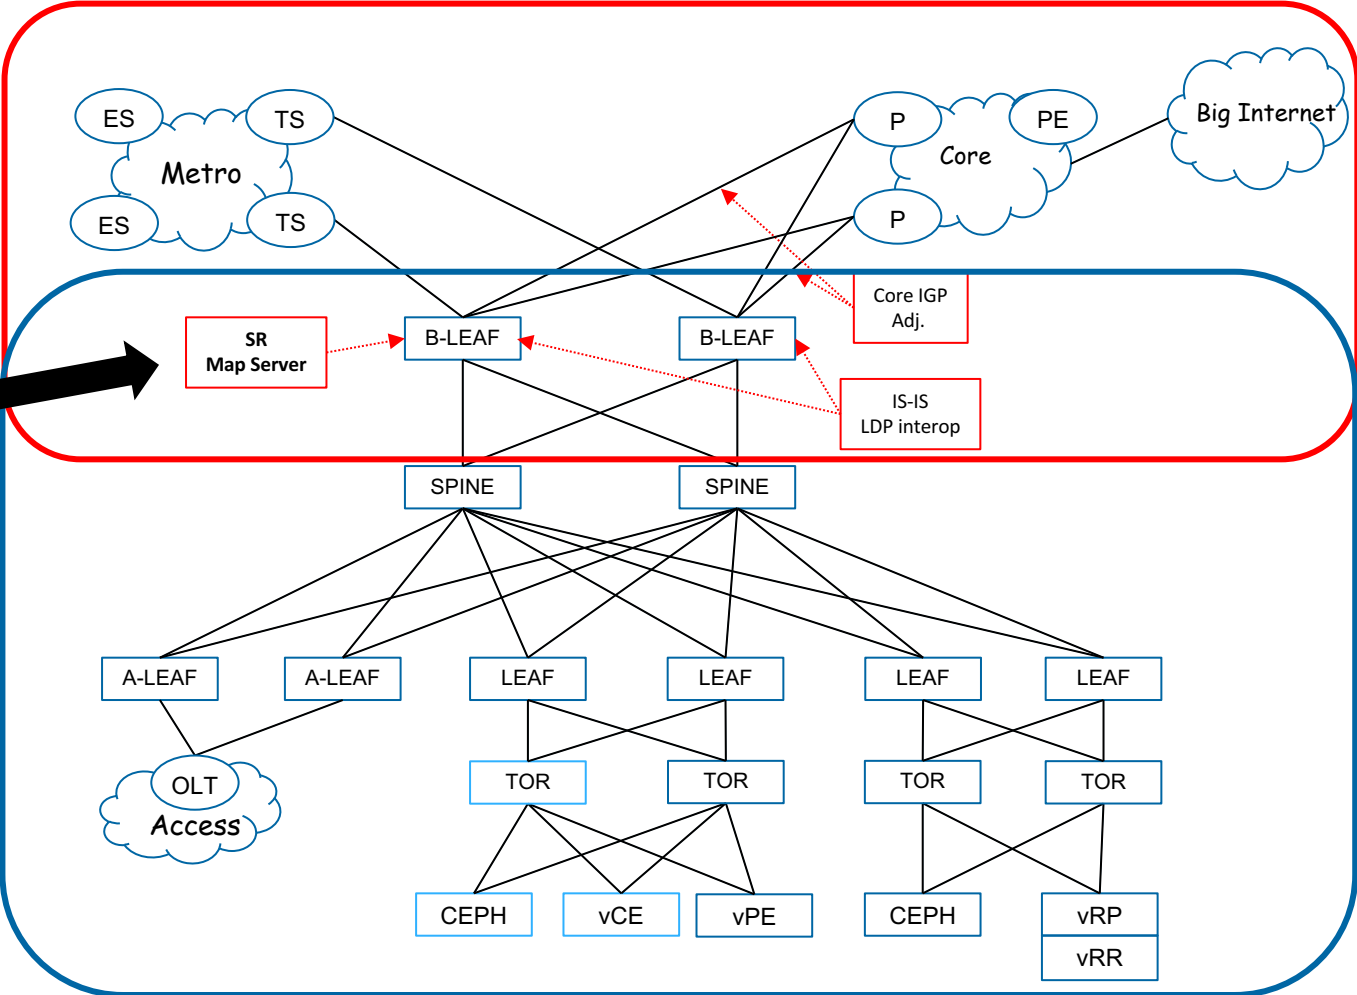 ES
TS
P
PE
Big Internet
Metro
Core
ES
TS
P
Core IGP
Adj.
SR
Map Server
B-LEAF
B-LEAF
IS-IS
LDP interop
SPINE
SPINE
A-LEAF
A-LEAF
LEAF
LEAF
LEAF
LEAF
OLT
Access
TOR
TOR
TOR
TOR
CEPH
vCE
vPE
CEPH
vRP
vRR